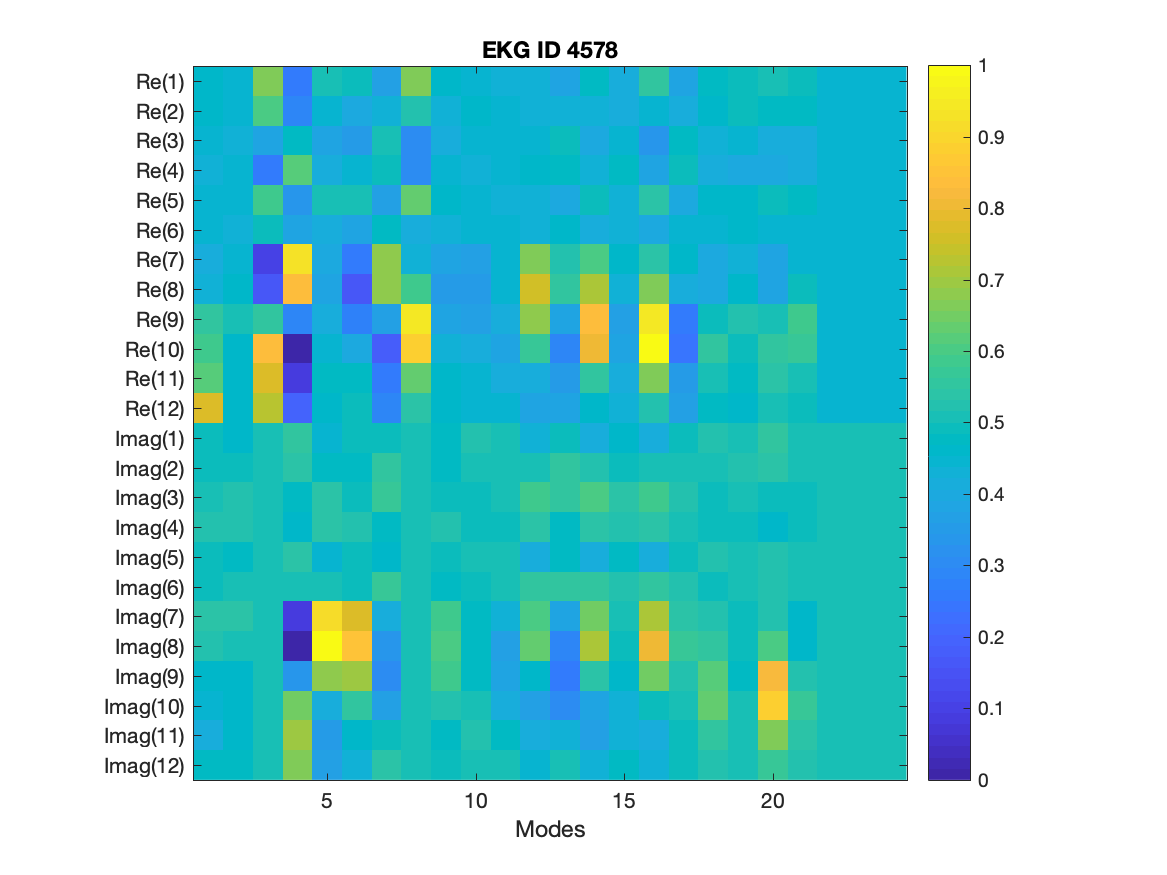 EKG ID 4578
Re(1)
Re(2)
Re(3)
Re(4)
Re(5)
Re(6)
Re(7)
Re(8)
Re(9)
Re(10)
Re(11)
Re(12)
Imag(1)
Imag(2)
Imag(3)
Imag(4)
Imag(5)
Imag(6)
Imag(7)
Imag(8)
Imag(9)
Imag(10)
Imag(11)
Imag(12)
5 10 15 20
Modes
1
0.9
0.8
0.7
0.6
0.5
0.4
0.3
0.2
0.1
0